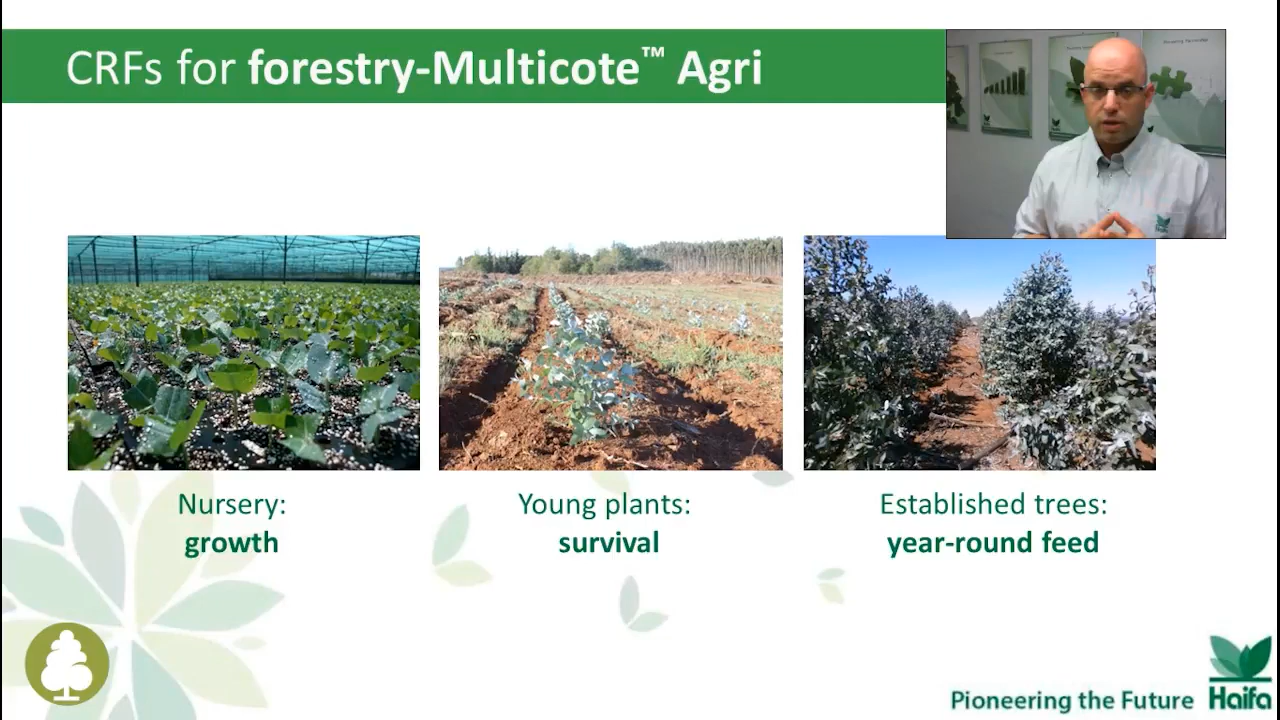 CRFs for forestry-Multicote™ Agri
Nursery:
growth
Young plants:
survival
Established trees:
year-round feed
Pioneering the Future
Haifa